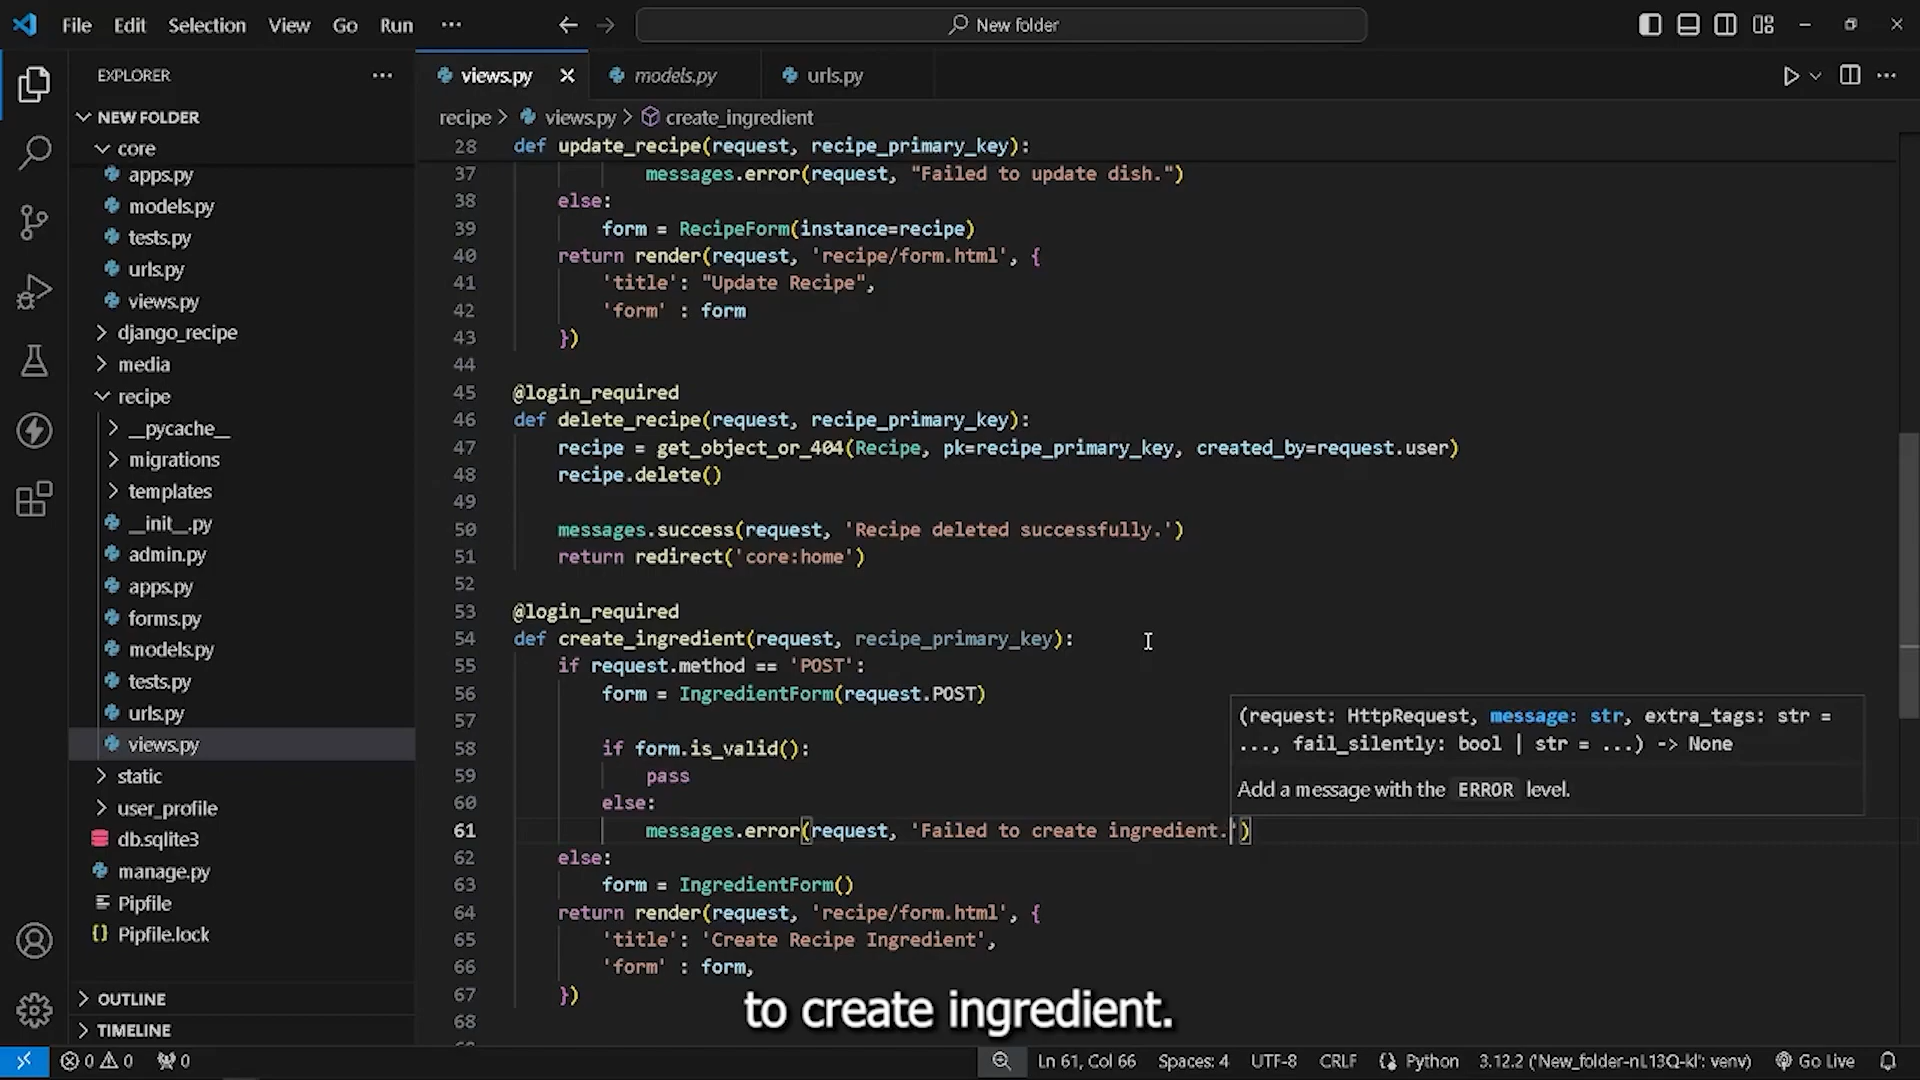 File Edit Selection View Go Run ··· New folder
EXPLORER ···
NEW FOLDER
core
apps.py
models.py
tests.py
urls.py
views.py
django_recipe
media
recipe
__pycache__
migrations
templates
__init__.py
admin.py
apps.py
forms.py
models.py
tests.py
urls.py
views.py
static
user_profile
db.sqlite3
manage.py
Pipfile
Pipfile.lock
OUTLINE
TIMELINE
views.py models.py urls.py
recipe > views.py > create_ingredient
28 def update_recipe(request, recipe_primary_key):
37 messages.error(request, "Failed to update dish.")
38 else:
39 form = RecipeForm(instance=recipe)
40 return render(request, 'recipe/form.html', {
41 'title': "Update Recipe",
42 'form' : form
43 })
44
45 @login_required
46 def delete_recipe(request, recipe_primary_key):
47 recipe = get_object_or_404(Recipe, pk=recipe_primary_key, created_by=request.user)
48 recipe.delete()
49
50 messages.success(request, 'Recipe deleted successfully.')
51 return redirect('core:home')
52
53 @login_required
54 def create_ingredient(request, recipe_primary_key):
55 if request.method == 'POST':
56 form = IngredientForm(request.POST)
57
58 if form.is_valid():
59 pass
60 else:
61 messages.error(request, 'Failed to create ingredient.')
62 else:
63 form = IngredientForm()
64 return render(request, 'recipe/form.html', {
65 'title': 'Create Recipe Ingredient',
66 'form' : form,
67 })
68
(request: HttpRequest, message: str, extra_tags: str =
..., fail_silently: bool | str = ...) -> None
Add a message with the ERROR level.
to create ingredient.
0 0 0 Ln 61, Col 66 Spaces: 4 UTF-8 CRLF Python 3.12.2 ('New_folder-nL13Q-kl': venv) Go Live